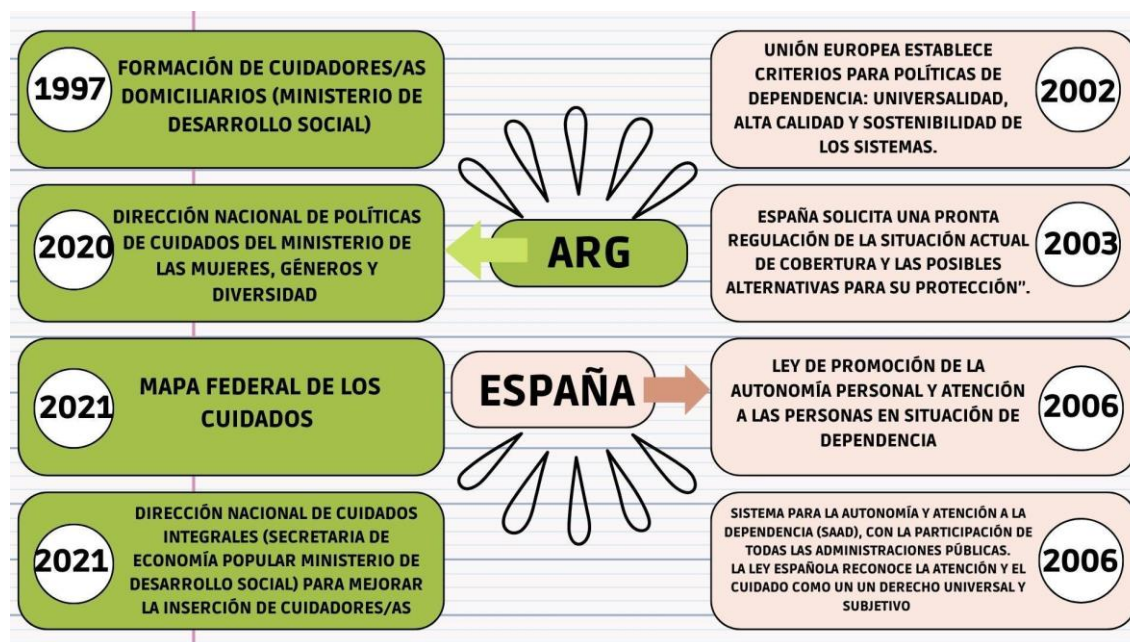 1997
FORMACIÓN DE CUIDADORES/AS
DOMICILIARIOS (MINISTERIO DE
DESARROLLO SOCIAL)
2020
DIRECCIÓN NACIONAL DE POLÍTICAS
DE CUIDADOS DEL MINISTERIO DE
LAS MUJERES, GÉNEROS Y
DIVERSIDAD
2021
MAPA FEDERAL DE LOS
CUIDADOS
2021
DIRECCIÓN NACIONAL DE CUIDADOS
INTEGRALES (SECRETARIA DE
ECONOMÍA POPULAR MINISTERIO DE
DESARROLLO SOCIAL) PARA MEJORAR
LA INSERCIÓN DE CUIDADORES/AS
ARG
ESPAÑA
UNIÓN EUROPEA ESTABLECE
CRITERIOS PARA POLÍTICAS DE
DEPENDENCIA: UNIVERSALIDAD,
ALTA CALIDAD Y SOSTENIBILIDAD DE
LOS SISTEMAS.
2002
ESPAÑA SOLICITA UNA PRONTA
REGULACIÓN DE LA SITUACIÓN ACTUAL
DE COBERTURA Y LAS POSIBLES
ALTERNATIVAS PARA SU PROTECCIÓN”.
2003
LEY DE PROMOCIÓN DE LA
AUTONOMÍA PERSONAL Y ATENCIÓN
A LAS PERSONAS EN SITUACIÓN DE
DEPENDENCIA
2006
SISTEMA PARA LA AUTONOMÍA Y ATENCIÓN A LA
DEPENDENCIA (SAAD), CON LA PARTICIPACIÓN DE
TODAS LAS ADMINISTRACIONES PÚBLICAS.
LA LEY ESPAÑOLA RECONOCE LA ATENCIÓN Y EL
CUIDADO COMO UN UN DERECHO UNIVERSAL Y
SUBJETIVO
2006